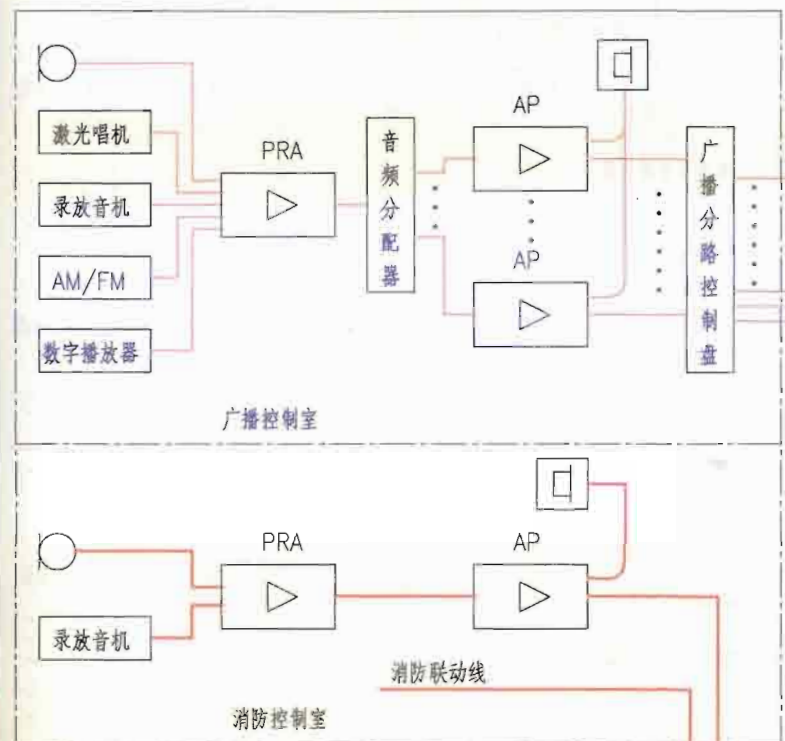 激光唱机
录放音机
AM/FM
数字播放器
PRA
音频分配器
AP
AP
广播分路控制盘
广播控制室
录放音机
PRA
AP
消防联动线
消防控制室